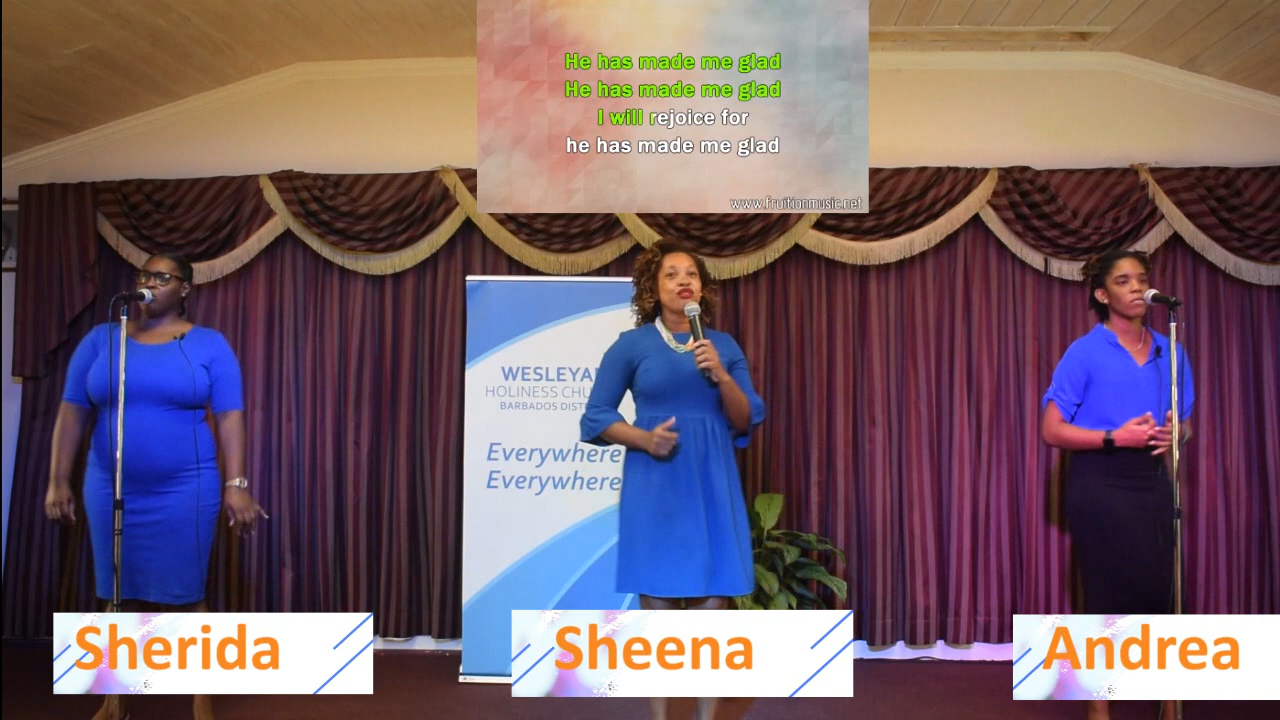 He has made me glad
He has made me glad
I will rejoice for
he has made me glad
www.fruitionmusic.net
WESLEYA
HOLINESS CHU
BARBADOS DIST
Everywhere
Everywhere
Sherida
Sheena
Andrea